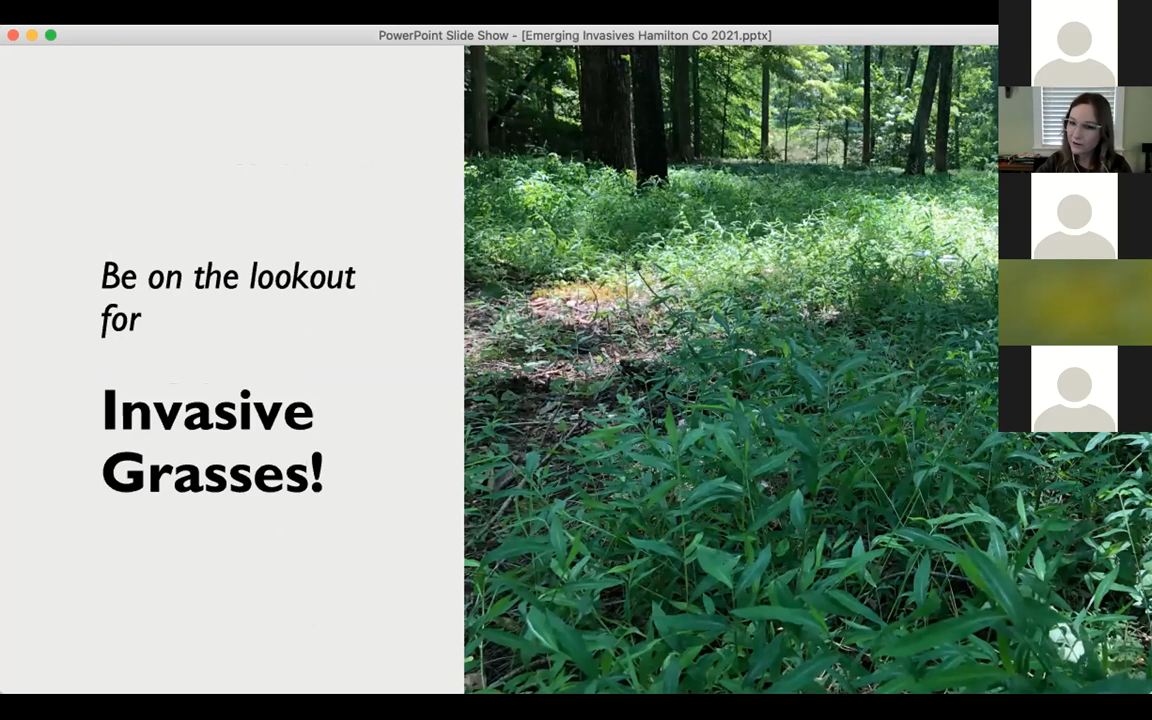 PowerPoint Slide Show - [Emerging Invasives Hamilton Co 2021.pptx]
Be on the lookout
for
Invasive
Grasses!